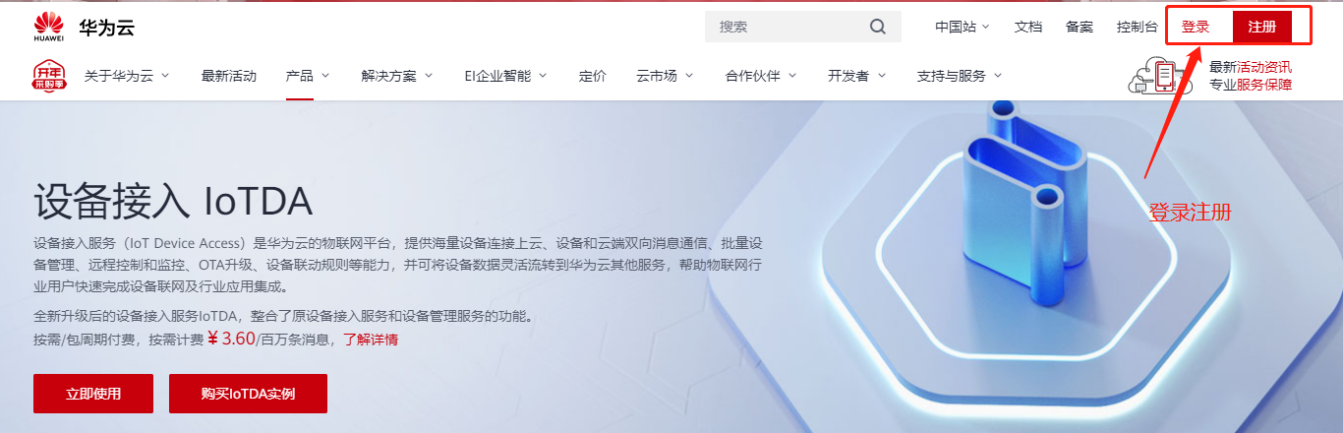 HUAWEI
华为云
搜索
中国站 文档 备案 控制台 登录 注册
开年
采购季
关于华为云 最新活动 产品 解决方案 EI企业智能 定价 云市场 合作伙伴 开发者 支持与服务
最新活动资讯
专业服务保障
设备接入 IoTDA
登录注册
设备接入服务（IoT Device Access）是华为云的物联网平台，提供海量设备连接上云、设备和云端双向消息通信、批量设
备管理、远程控制和监控、OTA升级、设备联动规则等能力，并可将设备数据灵活流转到华为云其他服务，帮助物联网行
业用户快速完成设备联网及行业应用集成。
全新升级后的设备接入服务IoTDA，整合了原设备接入服务和设备管理服务的功能。
按需/包周期付费，按需计费 ¥ 3.60/百万条消息，了解详情
立即使用 购买IoTDA实例